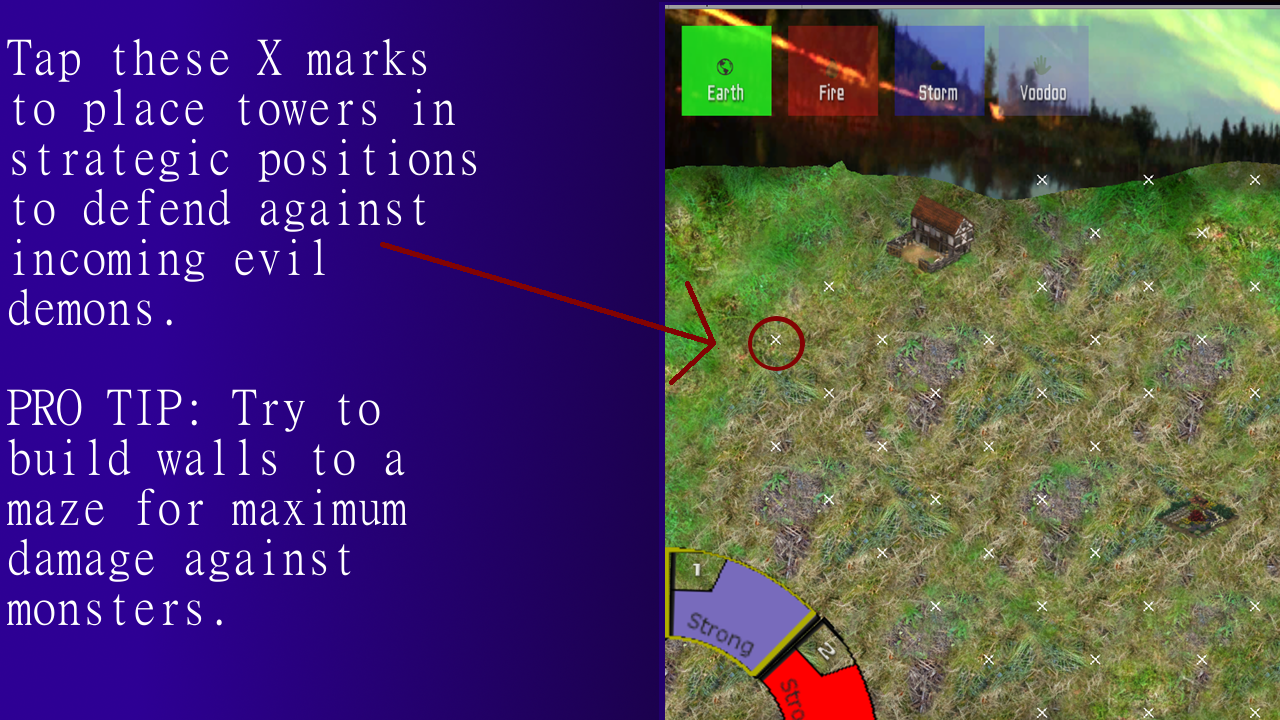 Tap these X marks
to place towers in
strategic positions
to defend against
incoming evil
demons.
PRO TIP: Try to
build walls to a
maze for maximum
damage against
monsters.
Earth
Fire
Storm
Voodoo
1
Strong
2
Stro